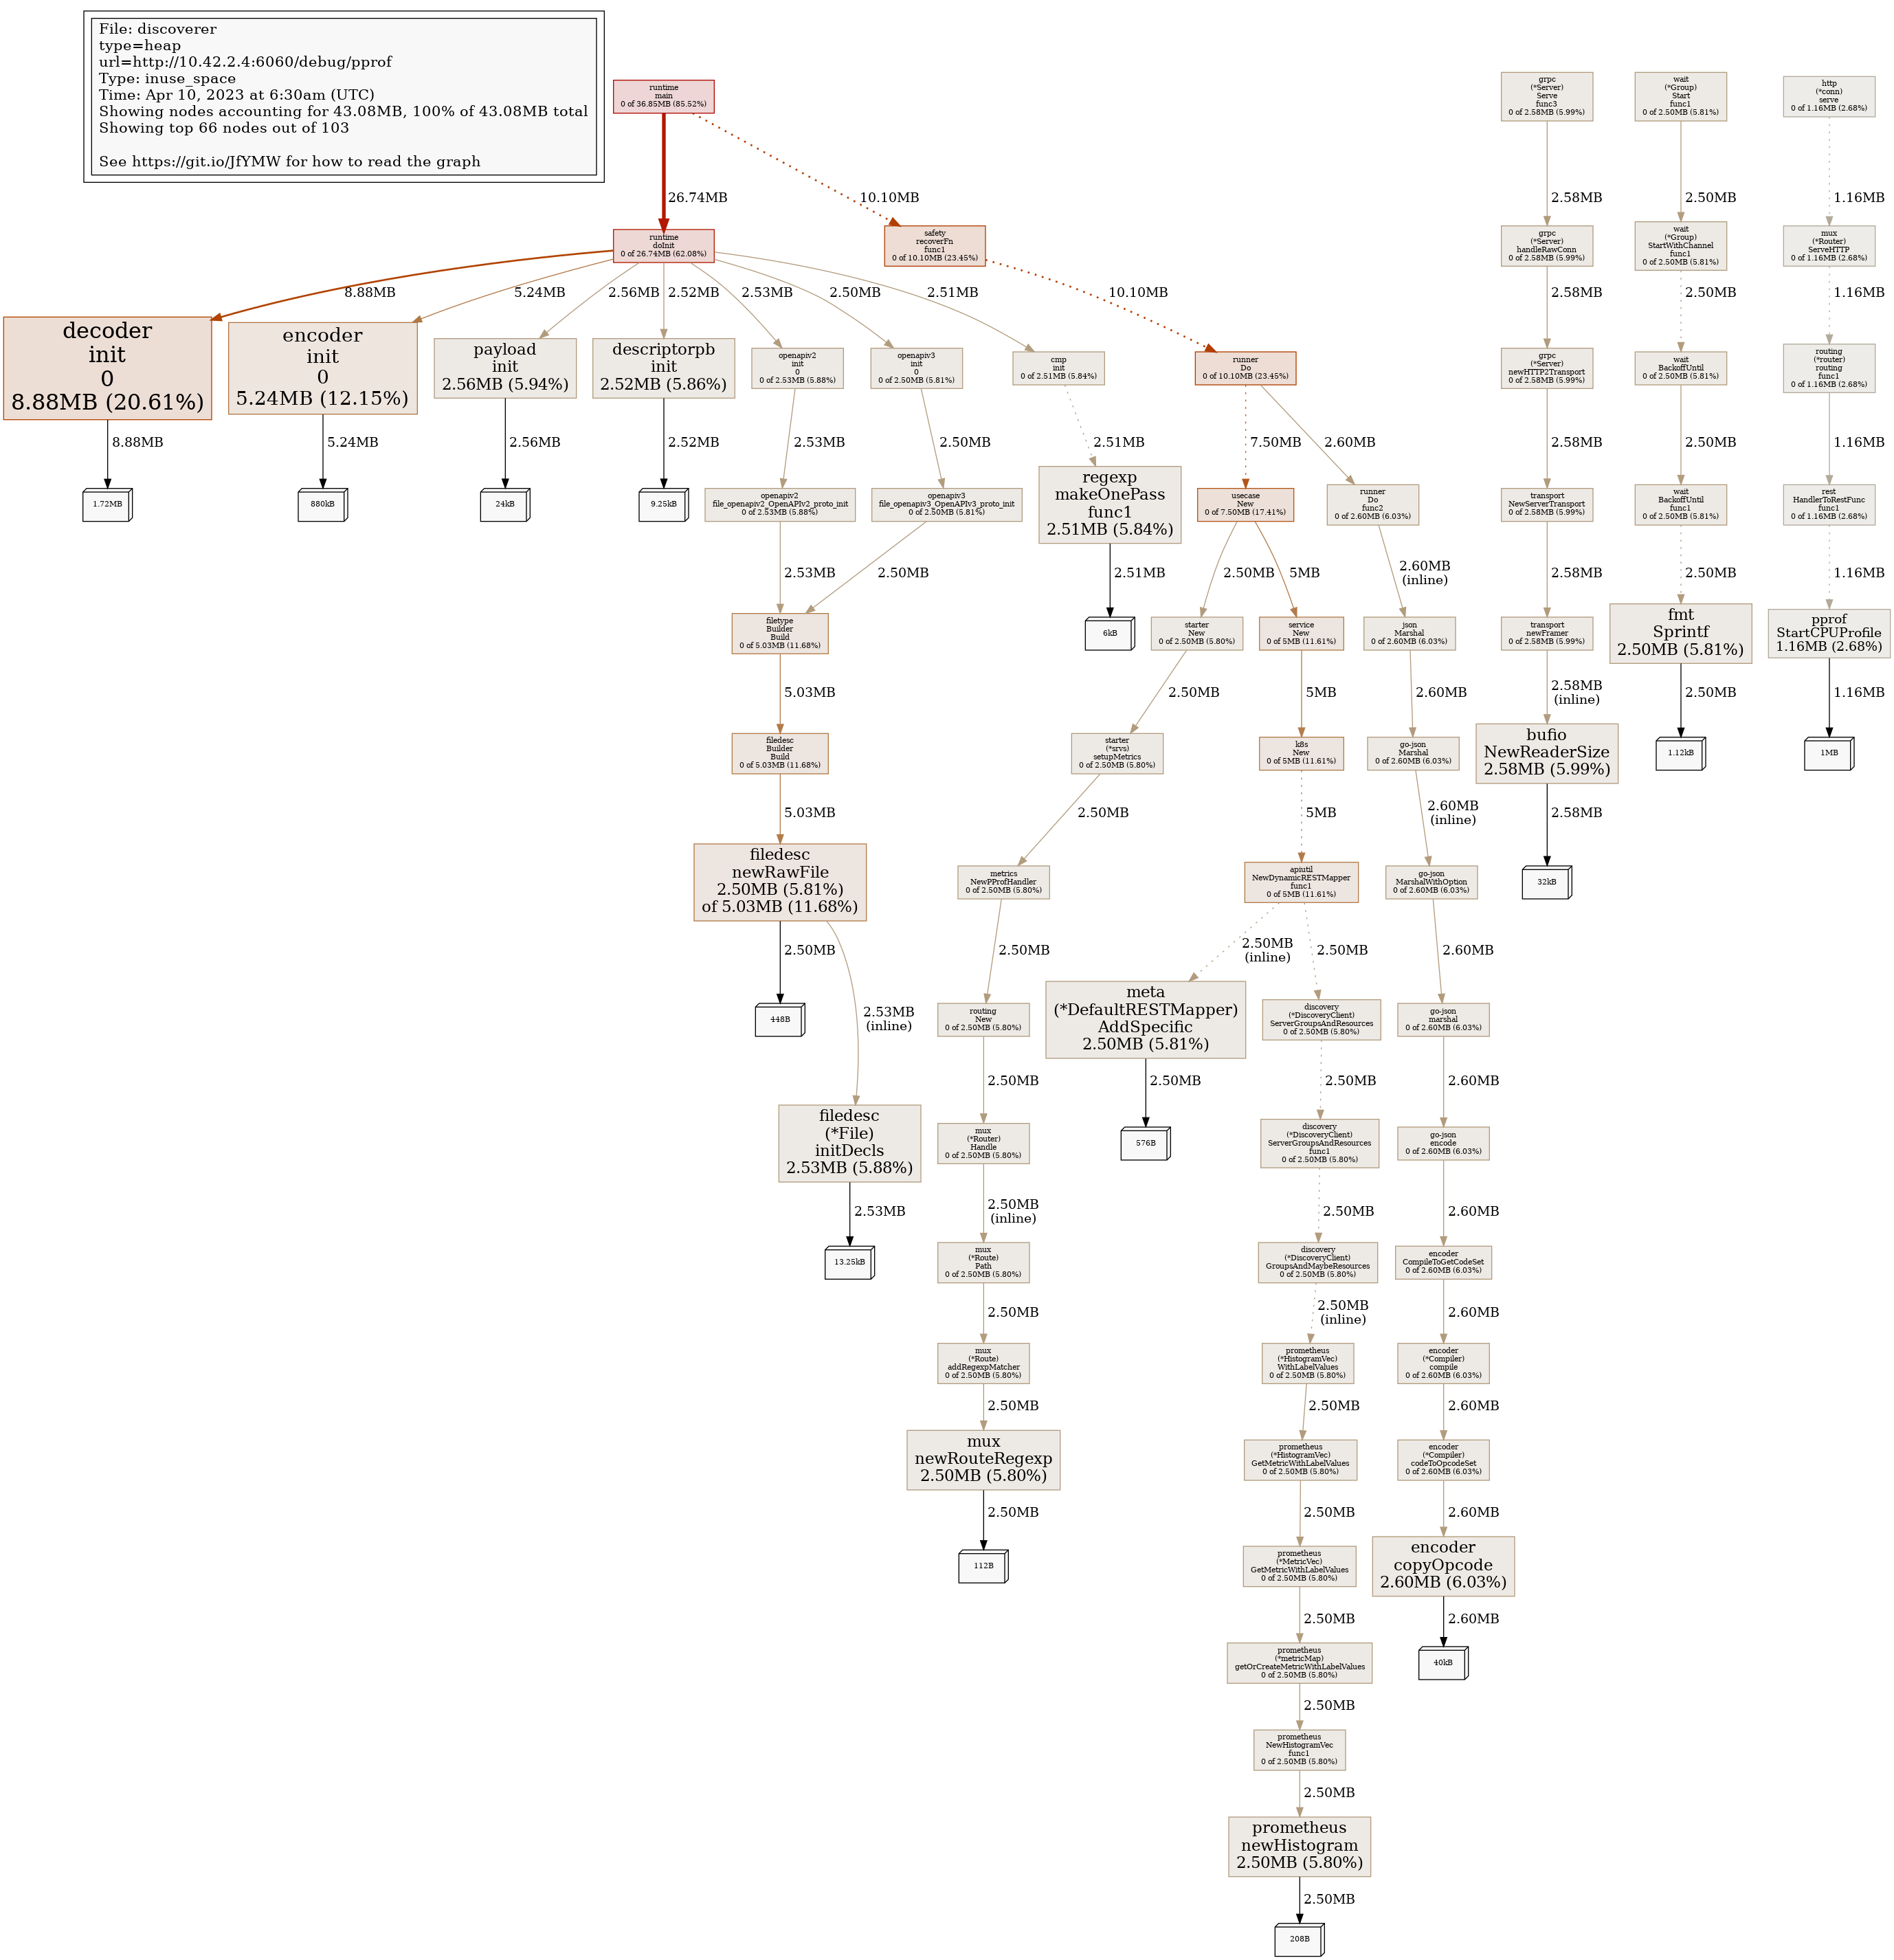 File: discoverer
type=heap
url=http://10.42.2.4:6060/debug/pprof
Type: inuse_space
Time: Apr 10, 2023 at 6:30am (UTC)
Showing nodes accounting for 43.08MB, 100% of 43.08MB total
Showing top 66 nodes out of 103
See https://git.io/JfYMW for how to read the graph
runtime
main
0 of 36.85MB (85.52%)
grpc
(*Server)
Serve
func3
0 of 2.58MB (5.99%)
wait
(*Group)
Start
func1
0 of 2.50MB (5.81%)
http
(*conn)
serve
0 of 1.16MB (2.68%)
26.74MB
10.10MB
2.58MB
2.50MB
1.16MB
runtime
doInit
0 of 26.74MB (62.08%)
safety
recoverFn
func1
0 of 10.10MB (23.45%)
grpc
(*Server)
handleRawConn
0 of 2.58MB (5.99%)
wait
(*Group)
StartWithChannel
func1
0 of 2.50MB (5.81%)
mux
(*Router)
ServeHTTP
0 of 1.16MB (2.68%)
8.88MB
5.24MB
2.56MB
2.52MB
2.53MB
2.50MB
2.51MB
10.10MB
2.58MB
2.50MB
1.16MB
decoder
init
0
8.88MB (20.61%)
encoder
init
0
5.24MB (12.15%)
payload
init
2.56MB (5.94%)
descriptorpb
init
2.52MB (5.86%)
openapiv2
init
0
0 of 2.53MB (5.88%)
openapiv3
init
0
0 of 2.50MB (5.81%)
cmp
init
0 of 2.51MB (5.84%)
runner
Do
0 of 10.10MB (23.45%)
grpc
(*Server)
newHTTP2Transport
0 of 2.58MB (5.99%)
wait
BackoffUntil
0 of 2.50MB (5.81%)
routing
(*router)
routing
func1
0 of 1.16MB (2.68%)
8.88MB
5.24MB
2.56MB
2.52MB
2.53MB
2.50MB
2.51MB
7.50MB
2.60MB
2.58MB
2.50MB
1.16MB
1.72MB
880kB
24kB
9.25kB
openapiv2
file_openapiv2_OpenAPIv2_proto_init
0 of 2.53MB (5.88%)
openapiv3
file_openapiv3_OpenAPIv3_proto_init
0 of 2.50MB (5.81%)
regexp
makeOnePass
func1
2.51MB (5.84%)
usecase
New
0 of 7.50MB (17.41%)
runner
Do
func2
0 of 2.60MB (6.03%)
transport
NewServerTransport
0 of 2.58MB (5.99%)
wait
BackoffUntil
func1
0 of 2.50MB (5.81%)
rest
HandlerToRestFunc
func1
0 of 1.16MB (2.68%)
2.53MB
2.50MB
2.51MB
2.50MB
5MB
2.60MB
(inline)
2.58MB
2.50MB
1.16MB
filetype
Builder
Build
0 of 5.03MB (11.68%)
6kB
starter
New
0 of 2.50MB (5.80%)
service
New
0 of 5MB (11.61%)
json
Marshal
0 of 2.60MB (6.03%)
transport
newFramer
0 of 2.58MB (5.99%)
fmt
Sprintf
2.50MB (5.81%)
pprof
StartCPUProfile
1.16MB (2.68%)
5.03MB
2.50MB
5MB
2.60MB
2.58MB
(inline)
2.50MB
1.16MB
filedesc
Builder
Build
0 of 5.03MB (11.68%)
starter
(*srvs)
setupMetrics
0 of 2.50MB (5.80%)
k8s
New
0 of 5MB (11.61%)
go-json
Marshal
0 of 2.60MB (6.03%)
bufio
NewReaderSize
2.58MB (5.99%)
1.12kB
1MB
5.03MB
2.50MB
5MB
2.60MB
(inline)
2.58MB
filedesc
newRawFile
2.50MB (5.81%)
of 5.03MB (11.68%)
metrics
NewPProfHandler
0 of 2.50MB (5.80%)
apiutil
NewDynamicRESTMapper
func1
0 of 5MB (11.61%)
go-json
MarshalWithOption
0 of 2.60MB (6.03%)
32kB
2.50MB
2.53MB
(inline)
2.50MB
2.50MB
(inline)
2.50MB
2.60MB
448B
routing
New
0 of 2.50MB (5.80%)
meta
(*DefaultRESTMapper)
AddSpecific
2.50MB (5.81%)
discovery
(*DiscoveryClient)
ServerGroupsAndResources
0 of 2.50MB (5.80%)
go-json
marshal
0 of 2.60MB (6.03%)
2.50MB
2.50MB
2.50MB
2.60MB
filedesc
(*File)
initDecls
2.53MB (5.88%)
mux
(*Router)
Handle
0 of 2.50MB (5.80%)
576B
discovery
(*DiscoveryClient)
ServerGroupsAndResources
func1
0 of 2.50MB (5.80%)
go-json
encode
0 of 2.60MB (6.03%)
2.53MB
2.50MB
(inline)
2.50MB
2.60MB
13.25kB
mux
(*Route)
Path
0 of 2.50MB (5.80%)
discovery
(*DiscoveryClient)
GroupsAndMaybeResources
0 of 2.50MB (5.80%)
encoder
CompileToGetCodeSet
0 of 2.60MB (6.03%)
2.50MB
2.50MB
(inline)
2.60MB
mux
(*Route)
addRegexpMatcher
0 of 2.50MB (5.80%)
prometheus
(*HistogramVec)
WithLabelValues
0 of 2.50MB (5.80%)
encoder
(*Compiler)
compile
0 of 2.60MB (6.03%)
2.50MB
2.50MB
2.60MB
mux
newRouteRegexp
2.50MB (5.80%)
prometheus
(*HistogramVec)
GetMetricWithLabelValues
0 of 2.50MB (5.80%)
encoder
(*Compiler)
codeToOpcodeSet
0 of 2.60MB (6.03%)
2.50MB
2.50MB
2.60MB
112B
prometheus
(*MetricVec)
GetMetricWithLabelValues
0 of 2.50MB (5.80%)
encoder
copyOpcode
2.60MB (6.03%)
2.50MB
2.60MB
prometheus
(*metricMap)
getOrCreateMetricWithLabelValues
0 of 2.50MB (5.80%)
40kB
2.50MB
prometheus
NewHistogramVec
func1
0 of 2.50MB (5.80%)
2.50MB
prometheus
newHistogram
2.50MB (5.80%)
2.50MB
208B